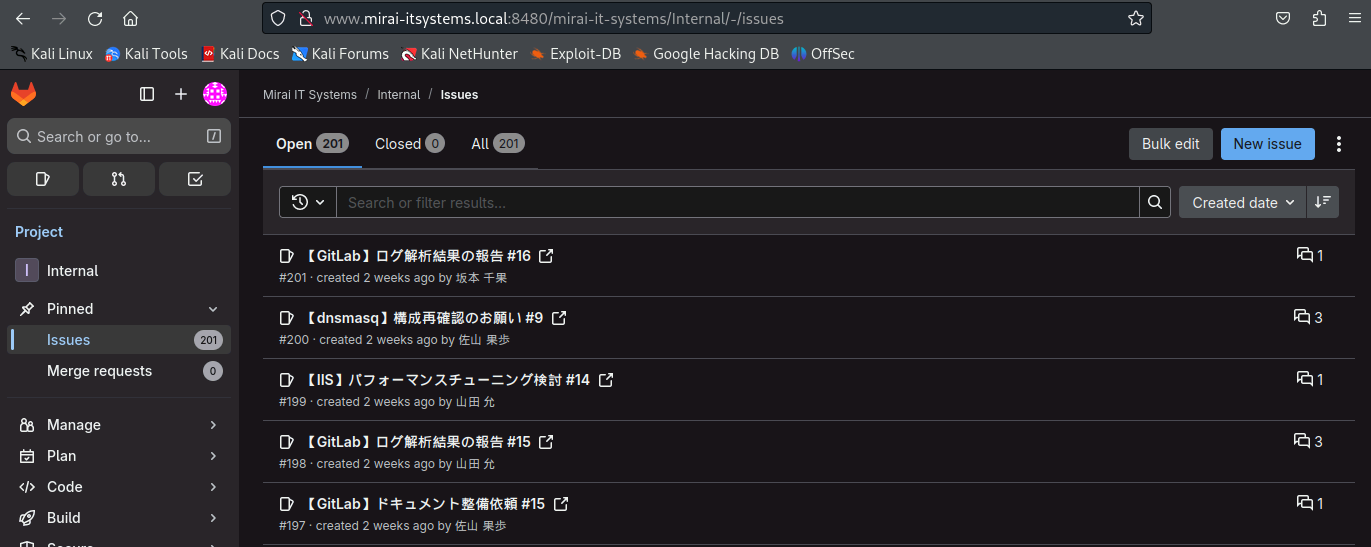 www.mirai-itsystems.local:8480/mirai-it-systems/Internal/-/issues
Kali Linux Kali Tools Kali Docs Kali Forums Kali NetHunter Exploit-DB Google Hacking DB OffSec
Search or go to... /
Project
I Internal
Pinned
Issues 201
Merge requests 0
Manage
Plan
Code
Build
Secure
Mirai IT Systems / Internal / Issues
Open 201 Closed 0 All 201 Bulk edit New issue
Search or filter results... Created date
【GitLab】ログ解析結果の報告 #16 1
#201 · created 2 weeks ago by 坂本 千果
【dnsmasq】構成再確認のお願い #9 3
#200 · created 2 weeks ago by 佐山 果歩
【IIS】パフォーマンスチューニング検討 #14 1
#199 · created 2 weeks ago by 山田 允
【GitLab】ログ解析結果の報告 #15 3
#198 · created 2 weeks ago by 山田 允
【GitLab】ドキュメント整備依頼 #15 1
#197 · created 2 weeks ago by 佐山 果歩